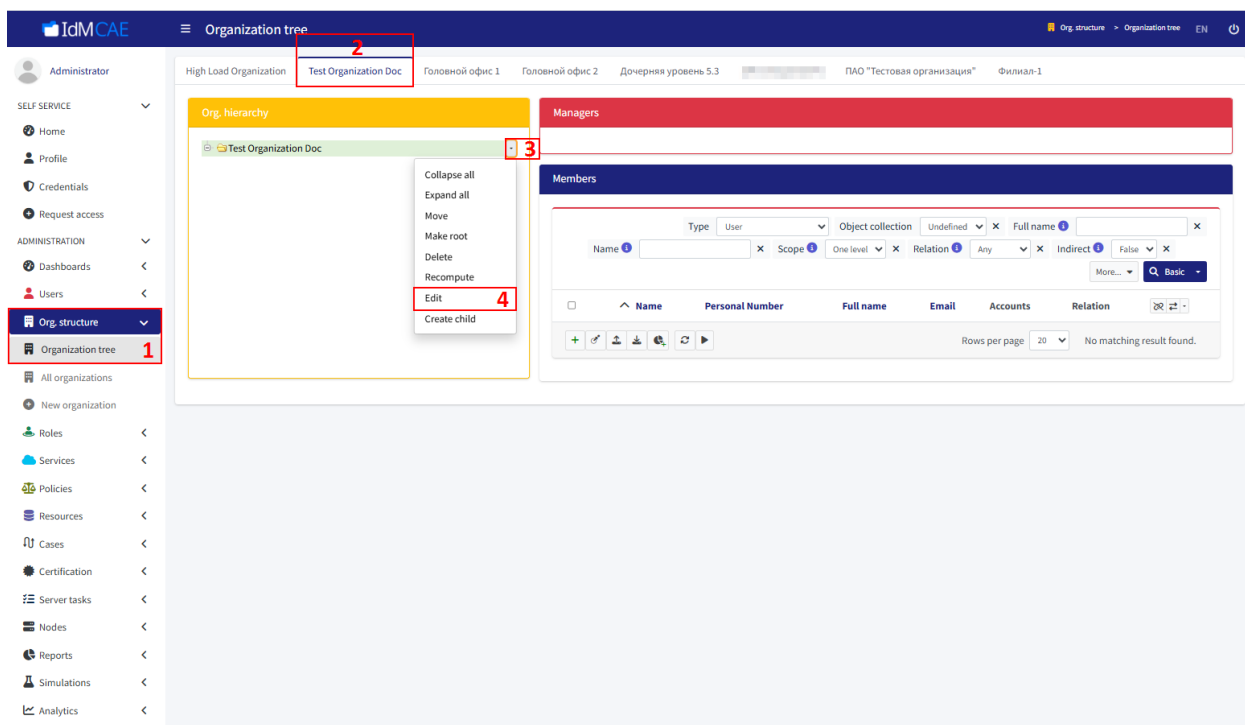 IdMCAE
Organization tree
Org. structure > Organization tree
EN
Administrator
2
High Load Organization
Test Organization Doc
Головной офис 1
Головной офис 2
Дочерняя уровень 5.3
ПАО "Тестовая организация"
Филиал-1
SELF SERVICE
Home
Profile
Credentials
Request access
ADMINISTRATION
Dashboards
Users
Org. structure
Organization tree
1
All organizations
New organization
Roles
Services
Policies
Resources
Cases
Certification
Server tasks
Nodes
Reports
Simulations
Analytics
Org. hierarchy
Test Organization Doc
3
Collapse all
Expand all
Move
Make root
Delete
Recompute
Edit
4
Create child
Managers
Members
Type User Object collection Undefined Full name
Name Scope One level Relation Any Indirect False
More... Basic
Name Personal Number Full name Email Accounts Relation
Rows per page 20 No matching result found.